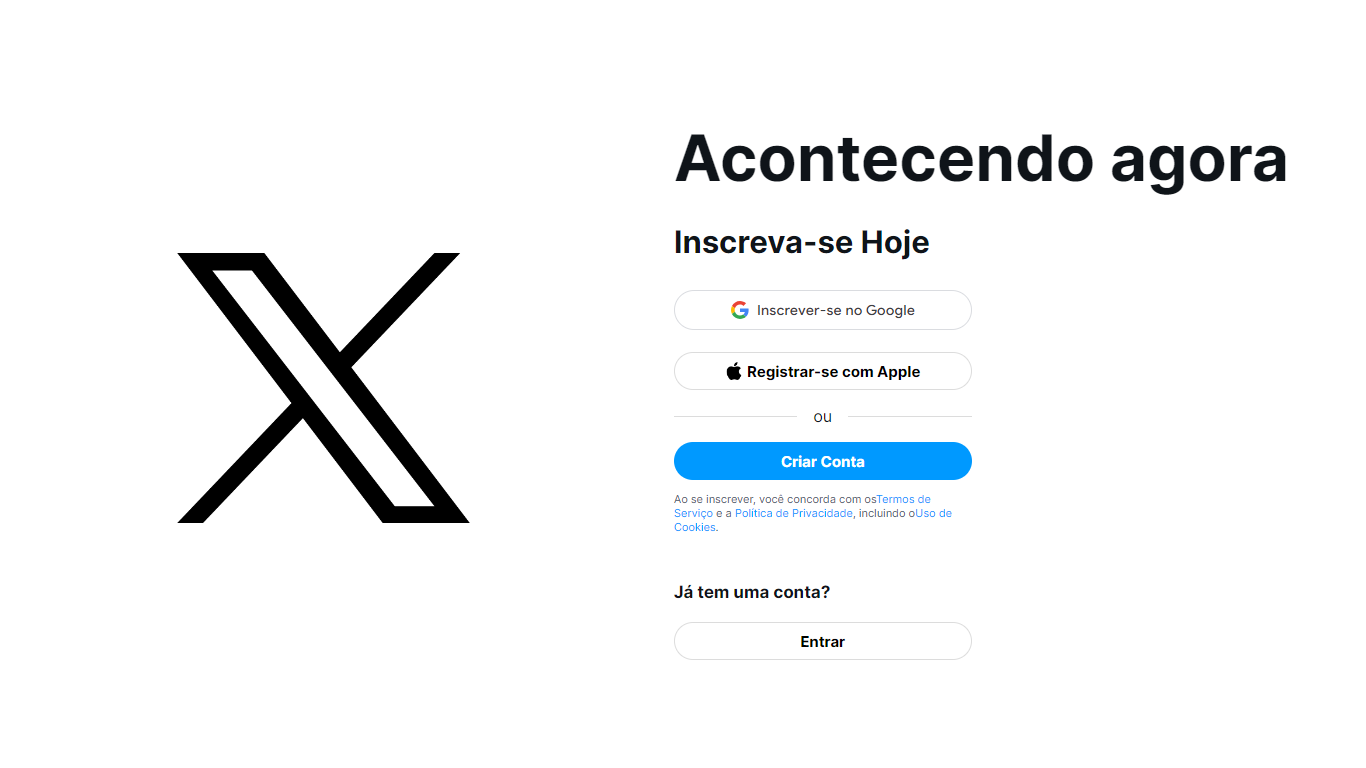 Acontecendo agora
Inscreva-se Hoje
Inscrever-se no Google
Registrar-se com Apple
ou
Criar Conta
Ao se inscrever, você concorda com osTermos de
Serviço e a Política de Privacidade, incluindo oUso de
Cookies.
Já tem uma conta?
Entrar